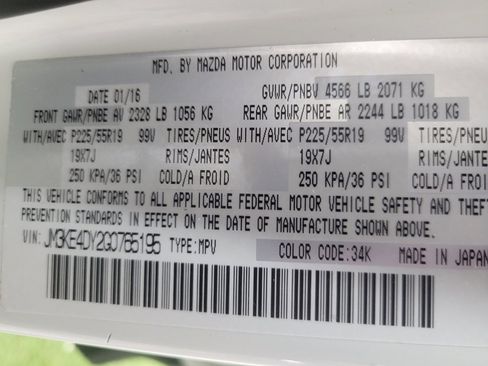 MFD. BY MAZDA MOTOR CORPORATION
DATE 01/16 GVWR/PNBV 4566 LB 2071 KG
FRONT GAWR/PNBE AV 2328 LB 1056 KG REAR GAWR/PNBE AR 2244 LB 1018 KG
WITH/AVEC P225/55R19 99V TIRES/PNEUS WITH/AVEC P225/55R19 99V TIRES/PNEU
19X7J RIMS/JANTES 19X7J RIMS/JANTES
250 KPA/36 PSI COLD/A FROID 250 KPA/36 PSI COLD/A FROID
THIS VEHICLE CONFORMS TO ALL APPLICABLE FEDERAL MOTOR VEHICLE SAFETY AND THEFT
PREVENTION STANDARDS IN EFFECT ON THE DATE OF MANUFACTURE SHOWN ABOVE.
VIN: JM3KE4DY2G0765195 TYPE: MPV COLOR CODE: 34K MADE IN JAPAN